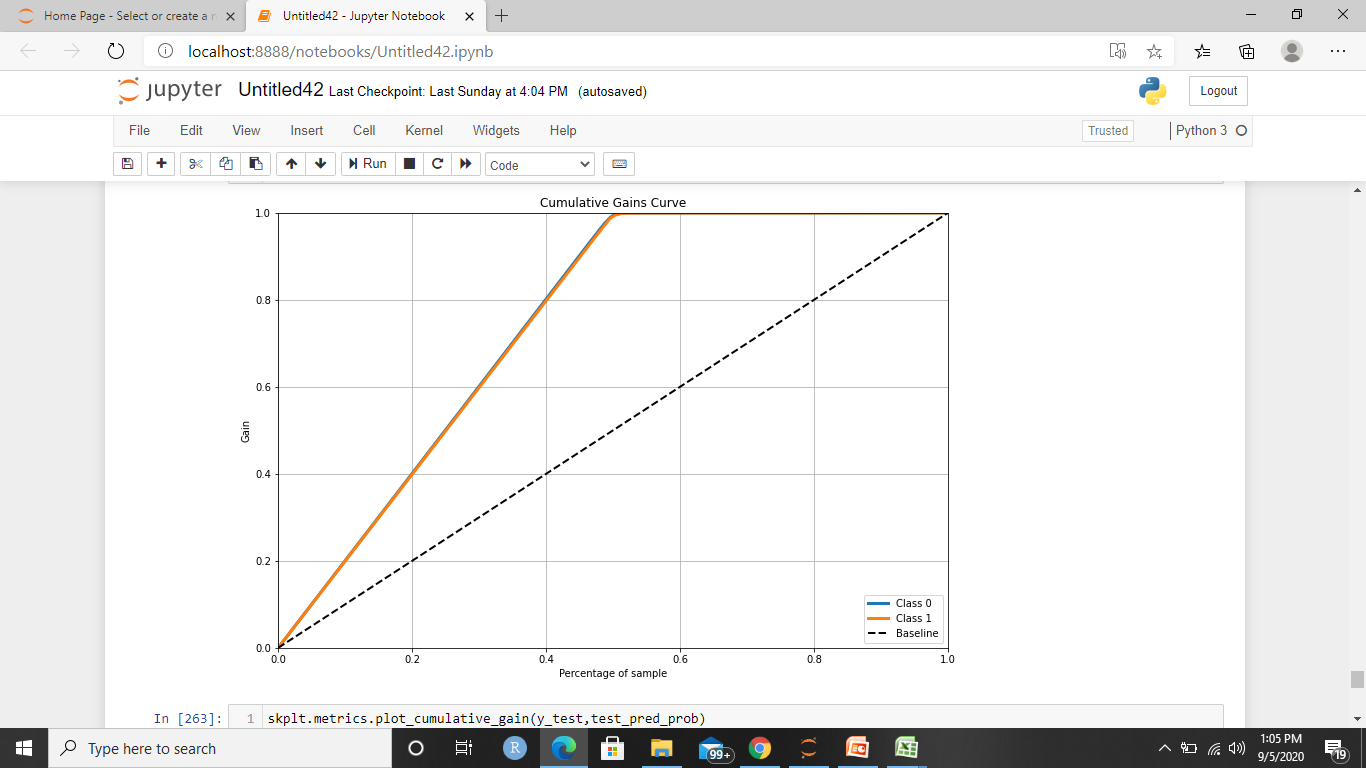 Home Page - Select or create a n
Untitled42 - Jupyter Notebook
localhost:8888/notebooks/Untitled42.ipynb
jupyter Untitled42 Last Checkpoint: Last Sunday at 4:04 PM (autosaved)
Logout
File Edit View Insert Cell Kernel Widgets Help
Trusted
Python 3
Run
Code
Cumulative Gains Curve
1.0
0.8
0.6
0.4
0.2
0.0
Gain
0.0 0.2 0.4 0.6 0.8 1.0
Percentage of sample
Class 0
Class 1
Baseline
In [263]: 1 skplt.metrics.plot_cumulative_gain(y_test,test_pred_prob)
Type here to search
R
99+
1:05 PM
9/5/2020
19